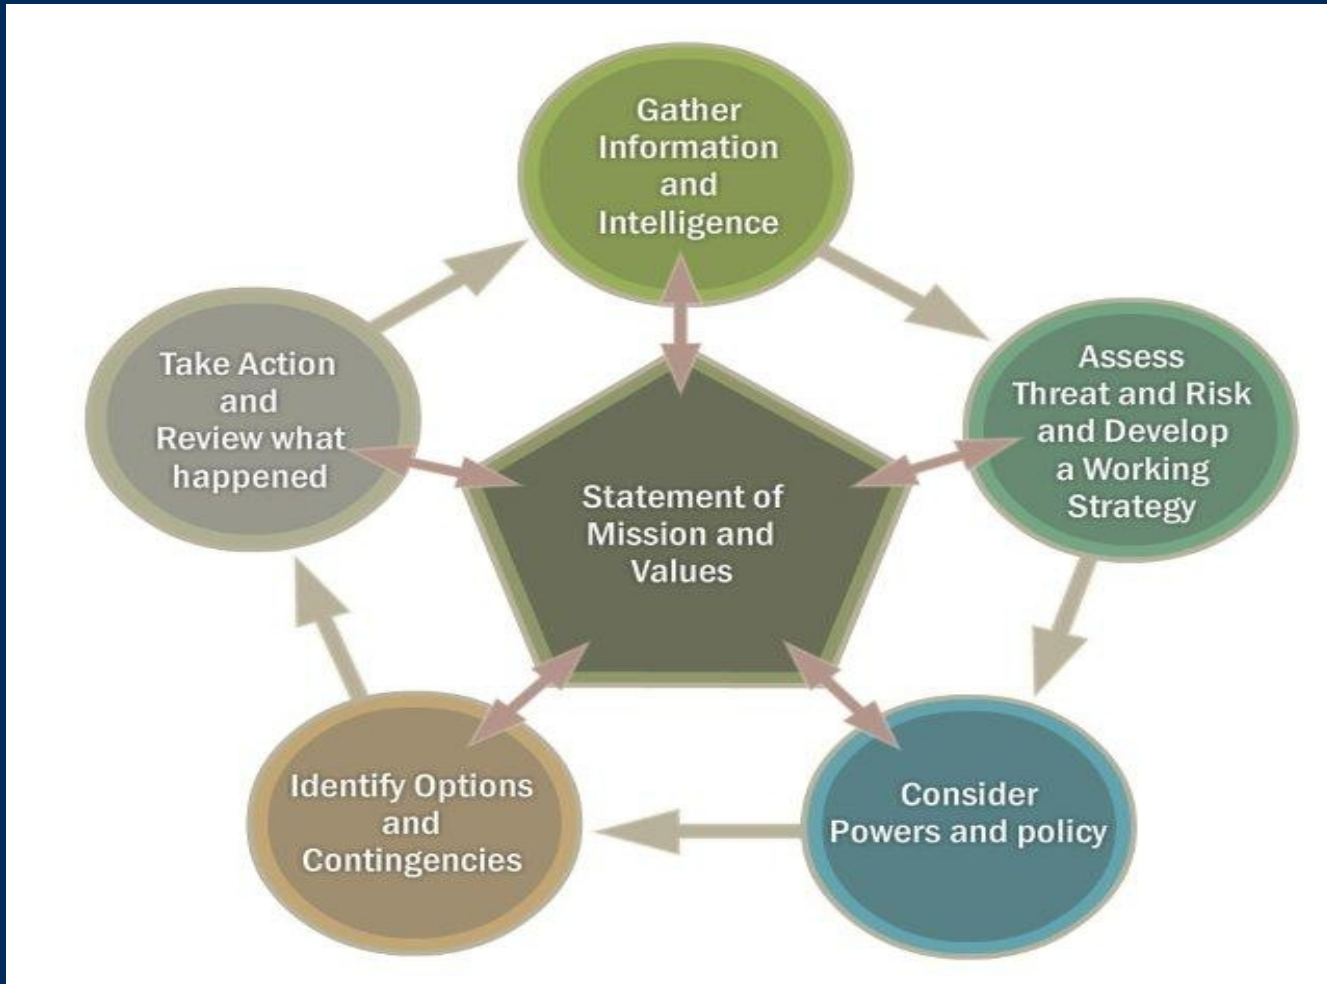 Gather
Information
and
Intelligence
Assess
Threat and Risk
and Develop
a Working
Strategy
Consider
Powers and policy
Identify Options
and
Contingencies
Take Action
and
Review what
happened
Statement of
Mission and
Values